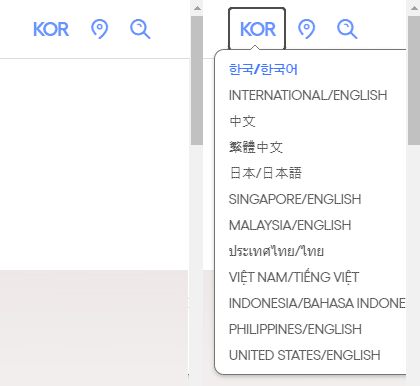 KOR
KOR
한국/한국어
INTERNATIONAL/ENGLISH
中文
繁體中文
日本/日本語
SINGAPORE/ENGLISH
MALAYSIA/ENGLISH
ประเทศไทย/ไทย
VIỆT NAM/TIẾNG VIỆT
INDONESIA/BAHASA INDONE
PHILIPPINES/ENGLISH
UNITED STATES/ENGLISH